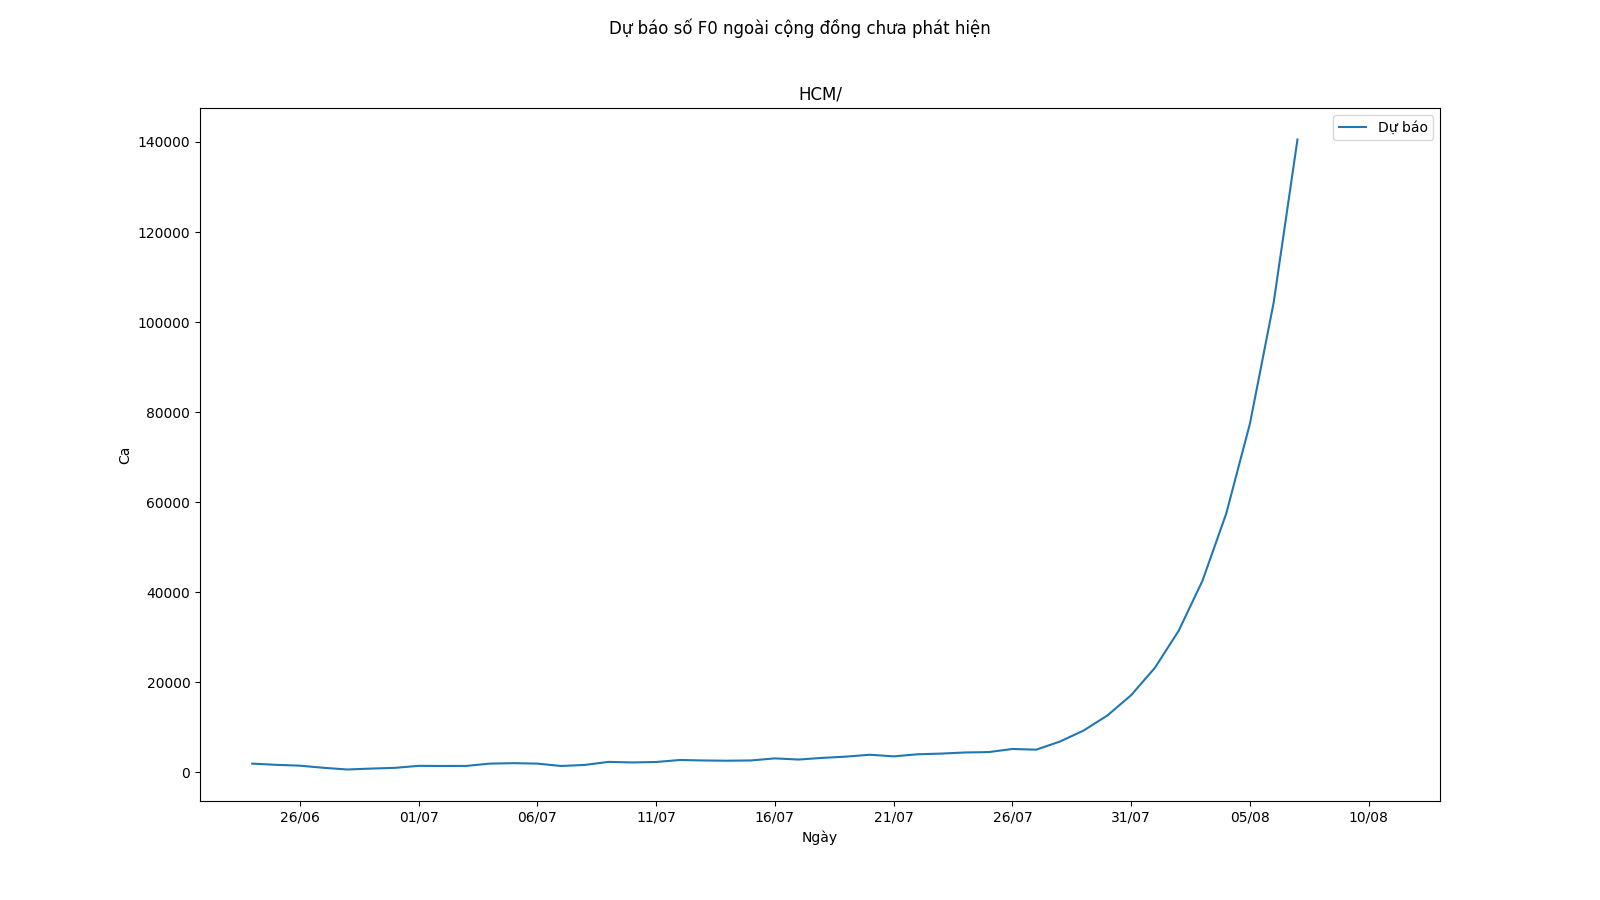 Dự báo số F0 ngoài cộng đồng chưa phát hiện
HCM/
Dự báo
140000
120000
100000
80000
60000
40000
20000
0
Ca
26/06 01/07 06/07 11/07 16/07 21/07 26/07 31/07 05/08 10/08
Ngày